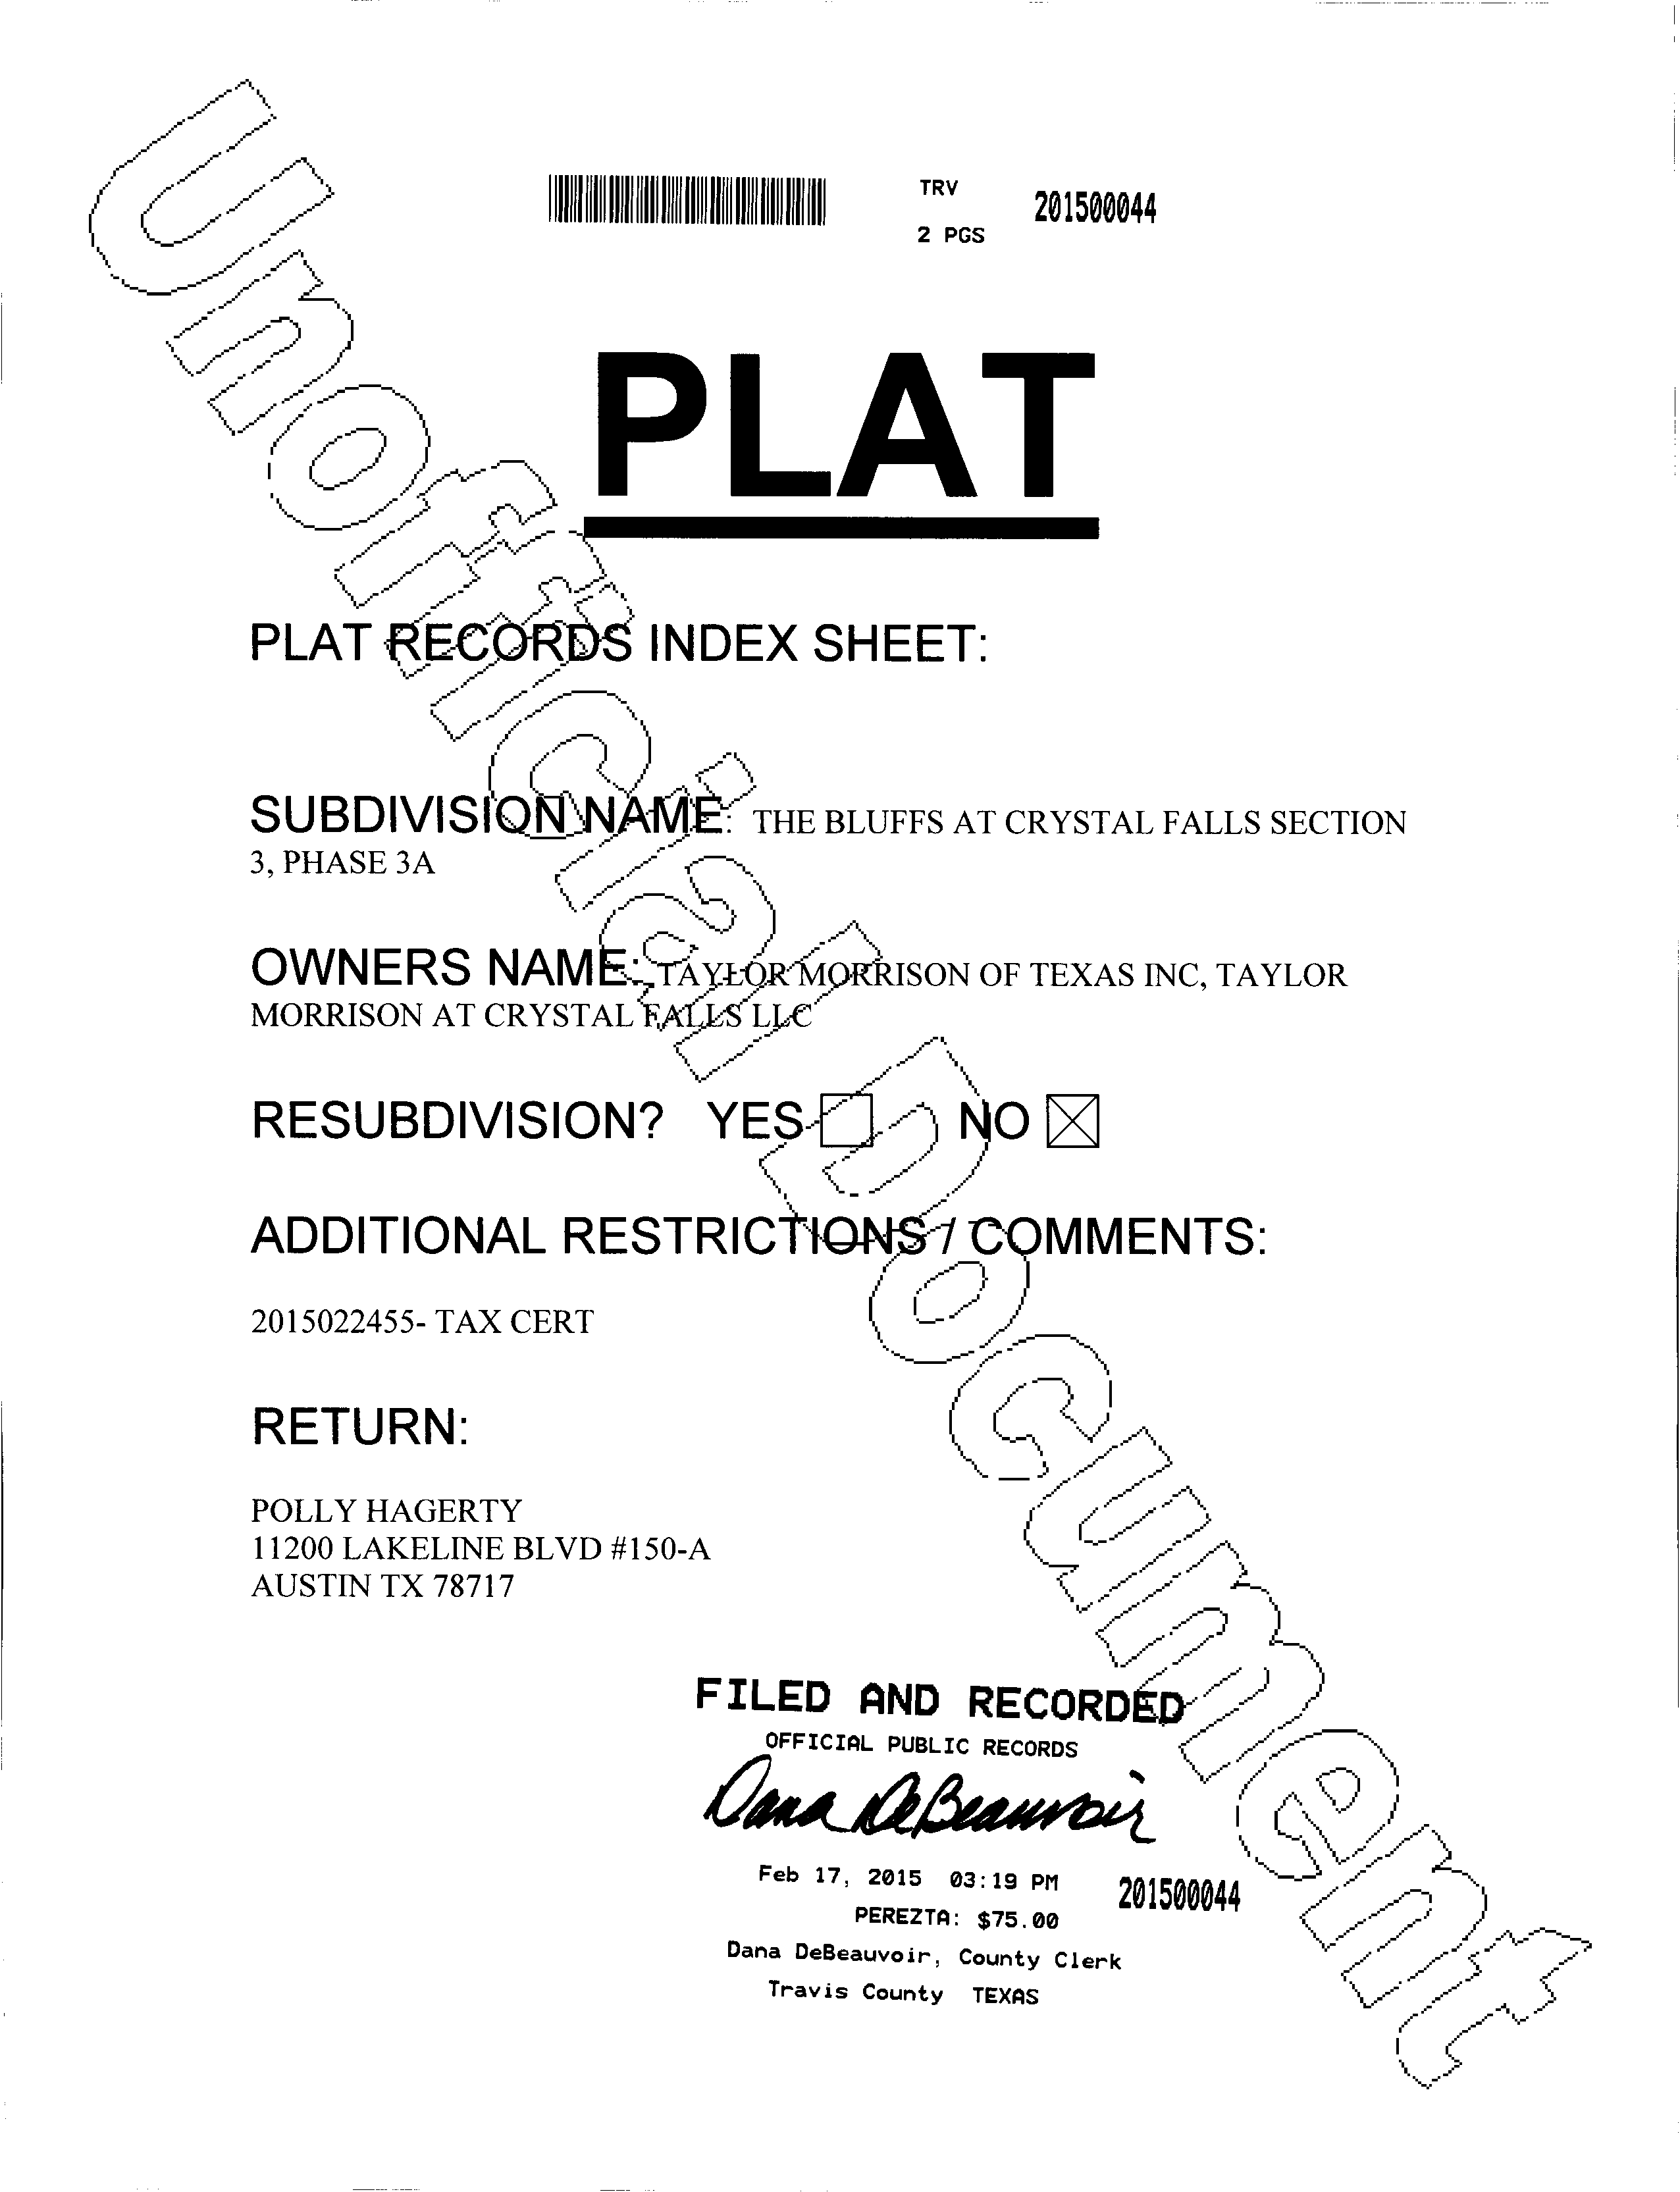 TRV
201500044
2 PGS
PLAT
PLAT RECORDS INDEX SHEET:
SUBDIVISION NAME: THE BLUFFS AT CRYSTAL FALLS SECTION
3, PHASE 3A
OWNERS NAME: TAYLOR MORRISON OF TEXAS INC, TAYLOR
MORRISON AT CRYSTAL FALLS LLC
RESUBDIVISION? YES ☐ NO ☒
ADDITIONAL RESTRICTIONS / COMMENTS:
2015022455- TAX CERT
RETURN:
POLLY HAGERTY
11200 LAKELINE BLVD #150-A
AUSTIN TX 78717
FILED AND RECORDED
OFFICIAL PUBLIC RECORDS
Dana DeBeauvoir
Feb 17, 2015 03:19 PM
201500044
PEREZTA: $75.00
Dana DeBeauvoir, County Clerk
Travis County TEXAS
Unofficial Document